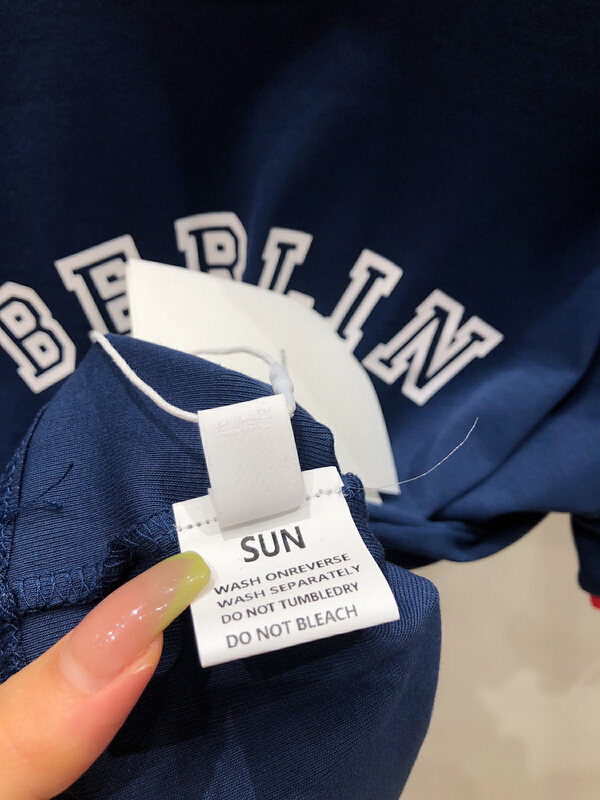 BERLIN
SUN
WASH ONREVERSE
WASH SEPARATELY
DO NOT TUMBLEDRY
DO NOT BLEACH